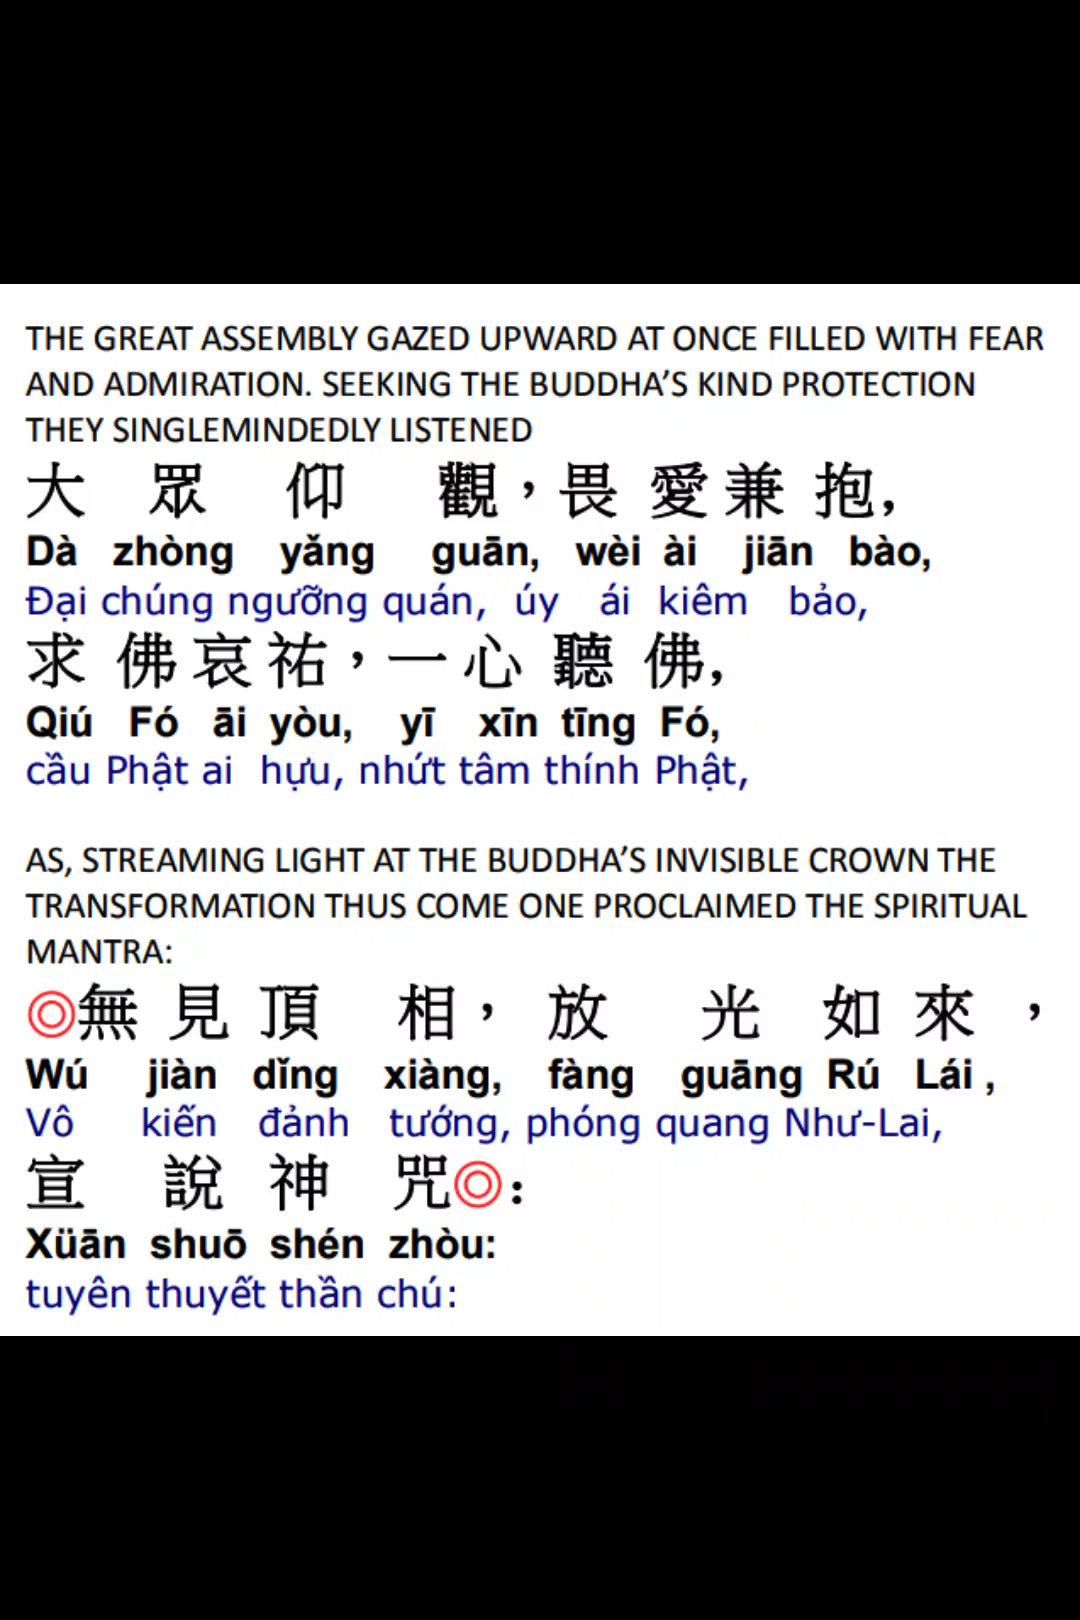 THE GREAT ASSEMBLY GAZED UPWARD AT ONCE FILLED WITH FEAR
AND ADMIRATION. SEEKING THE BUDDHA’S KIND PROTECTION
THEY SINGLEMINDEDLY LISTENED
大 眾 仰 觀，畏 愛 兼 抱,
Dà zhòng yǎng guān, wèi ài jiān bào,
Đại chúng ngưỡng quán, úy ái kiêm bảo,
求 佛 哀 祐，一 心 聽 佛,
Qiú Fó āi yòu, yī xīn tīng Fó,
cầu Phật ai hựu, nhứt tâm thính Phật,
AS, STREAMING LIGHT AT THE BUDDHA’S INVISIBLE CROWN THE
TRANSFORMATION THUS COME ONE PROCLAIMED THE SPIRITUAL
MANTRA:
◎無 見 頂 相，放 光 如 來 ，
Wú jiàn dǐng xiàng, fàng guāng Rú Lái ,
Vô kiến đảnh tướng, phóng quang Như-Lai,
宣 說 神 咒◎：
Xüān shuō shén zhòu:
tuyên thuyết thần chú: